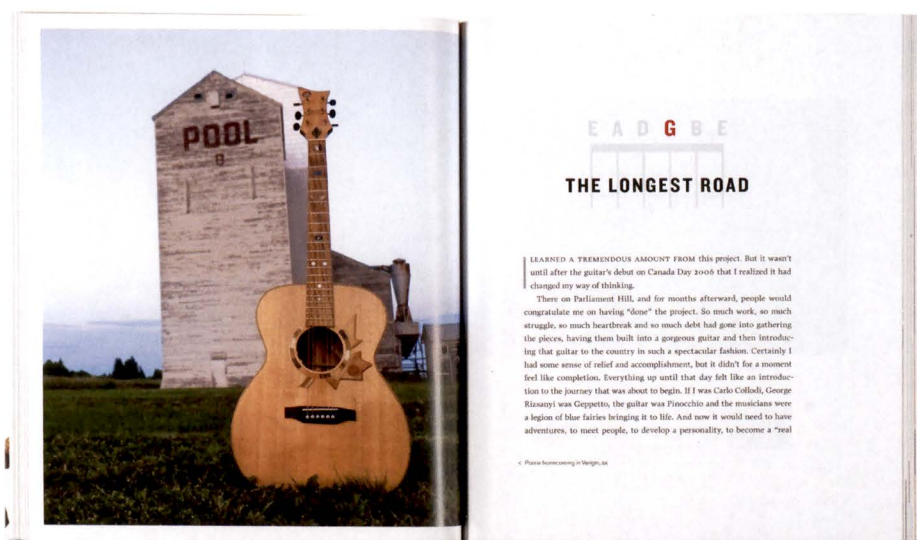 POOL
E A D G B E
THE LONGEST ROAD
I LEARNED A TREMENDOUS AMOUNT FROM this project. But it wasn't
until after the guitar's debut on Canada Day 2006 that I realized it had
changed my way of thinking.
There on Parliament Hill, and for months afterward, people would
congratulate me on having "done" the project. So much work, so much
struggle, so much heartbreak and so much debt had gone into gathering
the pieces, having them built into a gorgeous guitar and then introduc-
ing that guitar to the country in such a spectacular fashion. Certainly I
had some sense of relief and accomplishment, but it didn't for a moment
feel like completion. Everything up until that day felt like an introduc-
tion to the journey that was about to begin. If I was Carlo Collodi, George
Rizsanyi was Geppetto, the guitar was Pinocchio and the musicians were
a legion of blue fairies bringing it to life. And now it would need to have
adventures, to meet people, to develop a personality, to become a "real
< Prairie homecoming in Verigin, SK